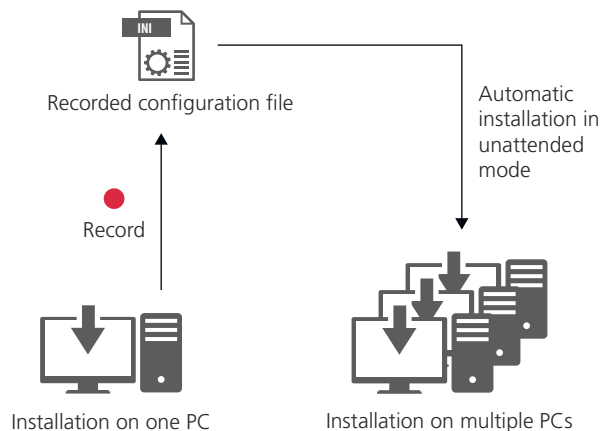 INI
Recorded configuration file
Automatic
installation in
unattended
mode
Record
Installation on one PC
Installation on multiple PCs